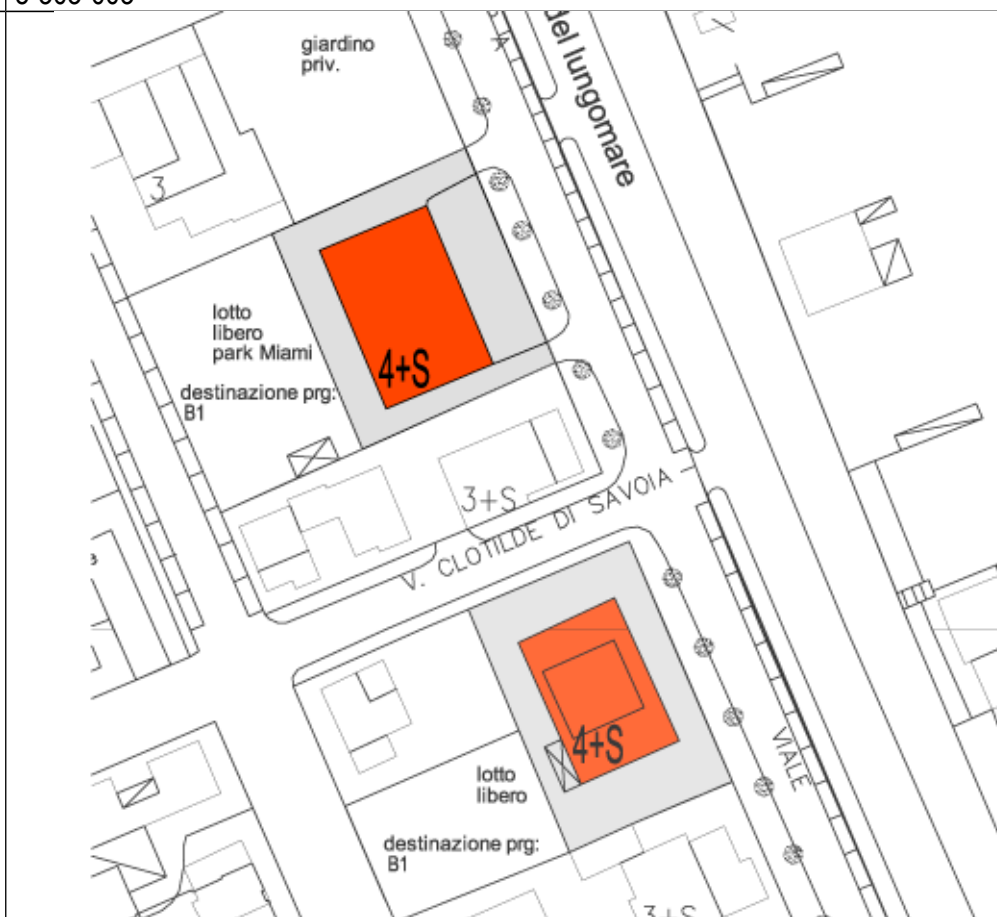 giardino
priv.
del lungomare
3
lotto
libero
park Miami
destinazione prg:
B1
4+S
3+S
V. CLOTILDE DI SAVOIA
4+S
lotto
libero
VIALE
destinazione prg:
B1
3+S